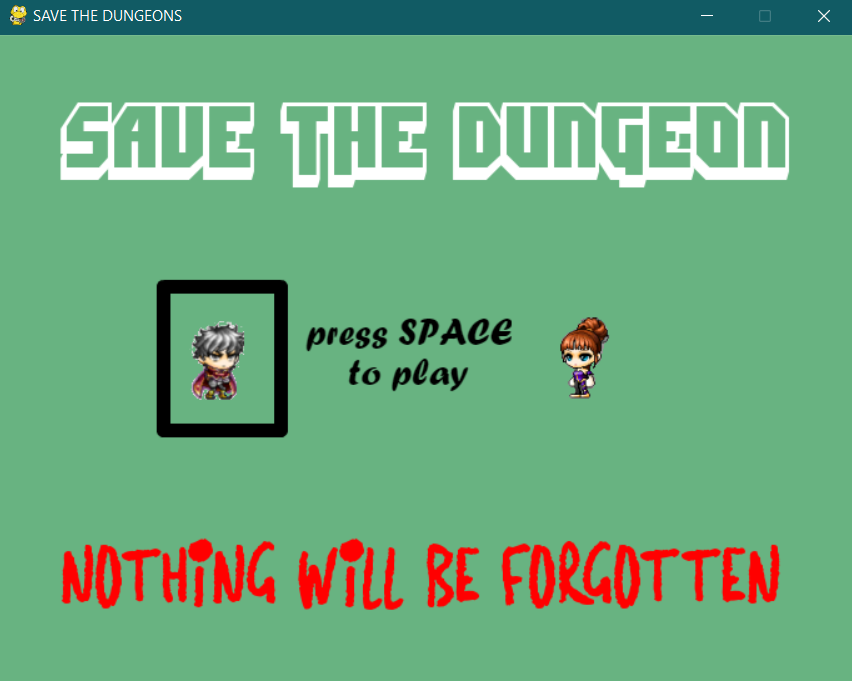 SAVE THE DUNGEONS
SAVE THE DUNGEON
press SPACE
to play
NOTHING WILL BE FORGOTTEN